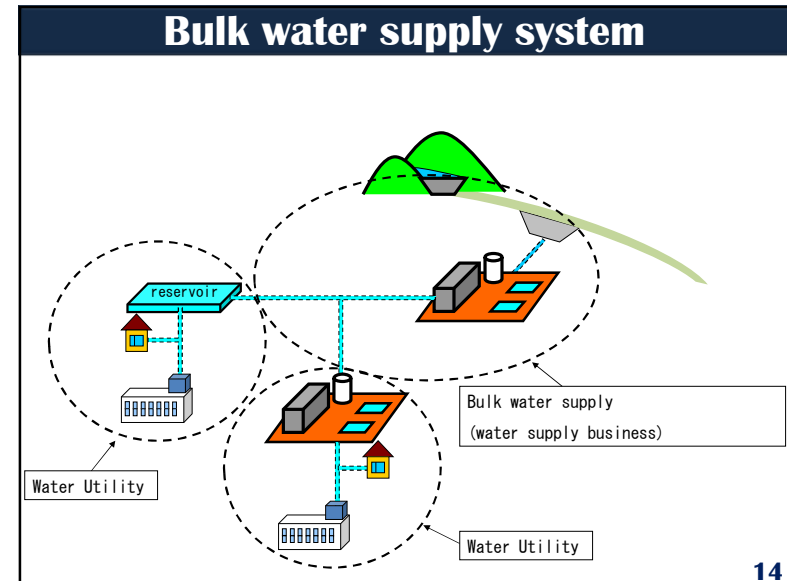 Bulk water supply system
reservoir
Bulk water supply
(water supply business)
Water Utility
Water Utility
14